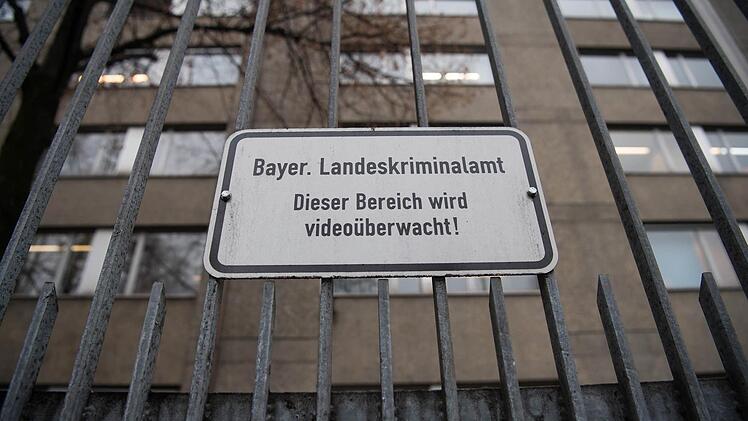 Bayer. Landeskriminalamt
Dieser Bereich wird
videoüberwacht!